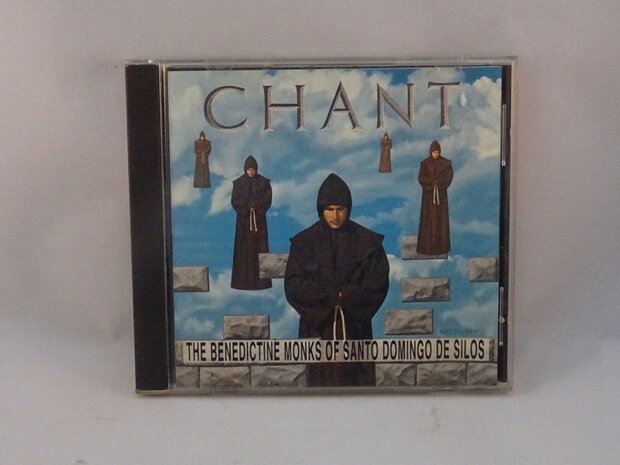 CHANT
THE BENEDICTINE MONKS OF SANTO DOMINGO DE SILOS